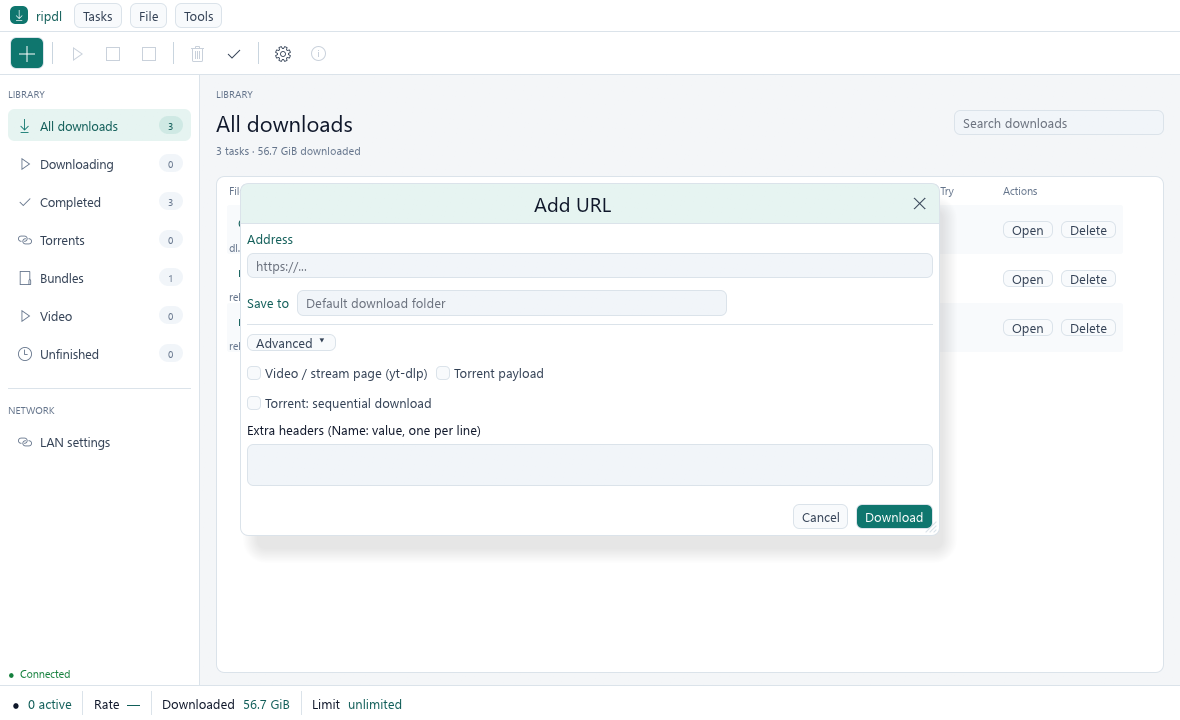 ripdl Tasks File Tools
LIBRARY
All downloads 3
Downloading 0
Completed 3
Torrents 0
Bundles 1
Video 0
Unfinished 0
NETWORK
LAN settings
Connected
LIBRARY
All downloads
3 tasks · 56.7 GiB downloaded
Search downloads
Try Actions
Open Delete
Open Delete
Open Delete
Add URL
Address
https://...
Save to Default download folder
Advanced
Video / stream page (yt-dlp) Torrent payload
Torrent: sequential download
Extra headers (Name: value, one per line)
Cancel Download
0 active Rate — Downloaded 56.7 GiB Limit unlimited